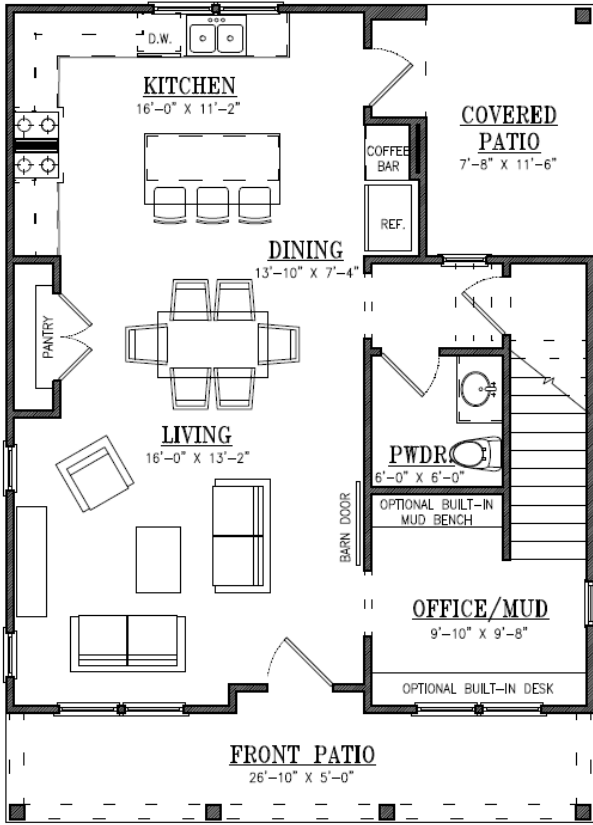 D.W.
KITCHEN
16'-0" X 11'-2"
COVERED
PATIO
7'-8" X 11'-6"
COFFEE
BAR
REF.
DINING
13'-10" X 7'-4"
PANTRY
LIVING
16'-0" X 13'-2"
PWDR.
6'-0" X 6'-0"
OPTIONAL BUILT-IN
MUD BENCH
BARN DOOR
OFFICE/MUD
9'-10" X 9'-8"
OPTIONAL BUILT-IN DESK
FRONT PATIO
26'-10" X 5'-0"